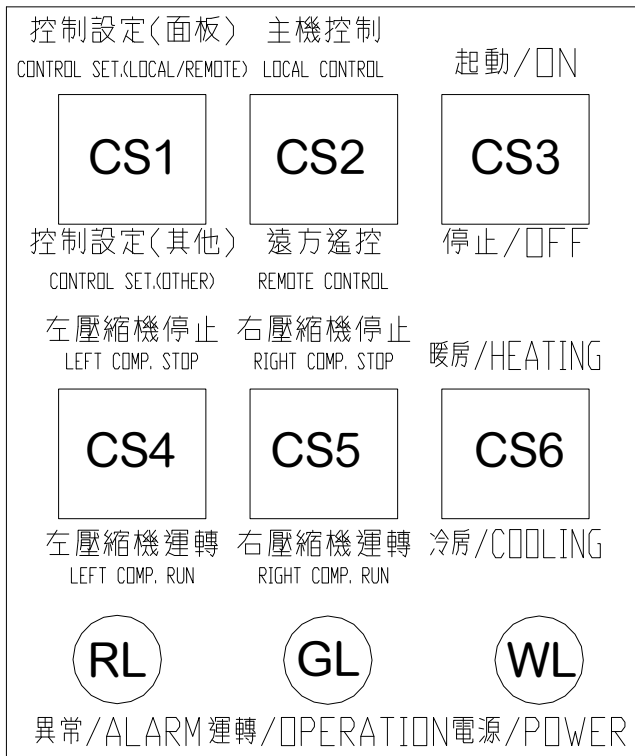 控制設定(面板) 主機控制 起動/ON
CONTROL SET.(LOCAL/REMOTE) LOCAL CONTROL
CS1 CS2 CS3
控制設定(其他) 遠方遙控 停止/OFF
CONTROL SET.(OTHER) REMOTE CONTROL
左壓縮機停止 右壓縮機停止 暖房/HEATING
LEFT COMP. STOP RIGHT COMP. STOP
CS4 CS5 CS6
左壓縮機運轉 右壓縮機運轉 冷房/COOLING
LEFT COMP. RUN RIGHT COMP. RUN
RL GL WL
異常/ALARM 運轉/OPERATION 電源/POWER